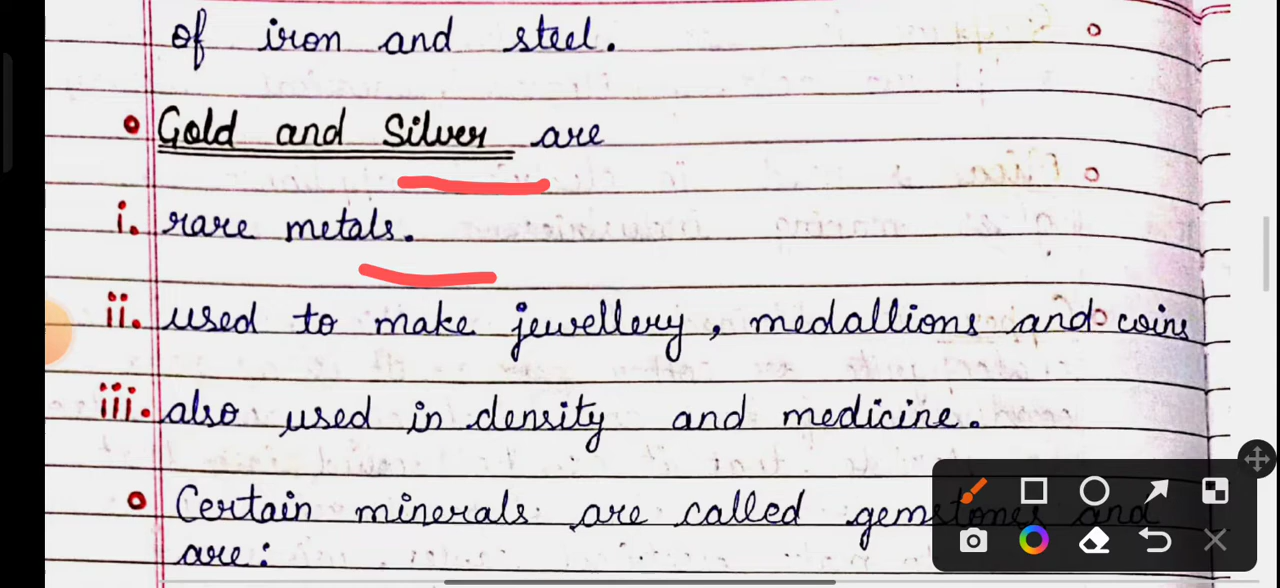 of iron and steel.
Gold and Silver are
i. rare metals.
ii. used to make jewellery, medallions and coins
iii. also used in density and medicine.
Certain minerals are called gemstones and
are: